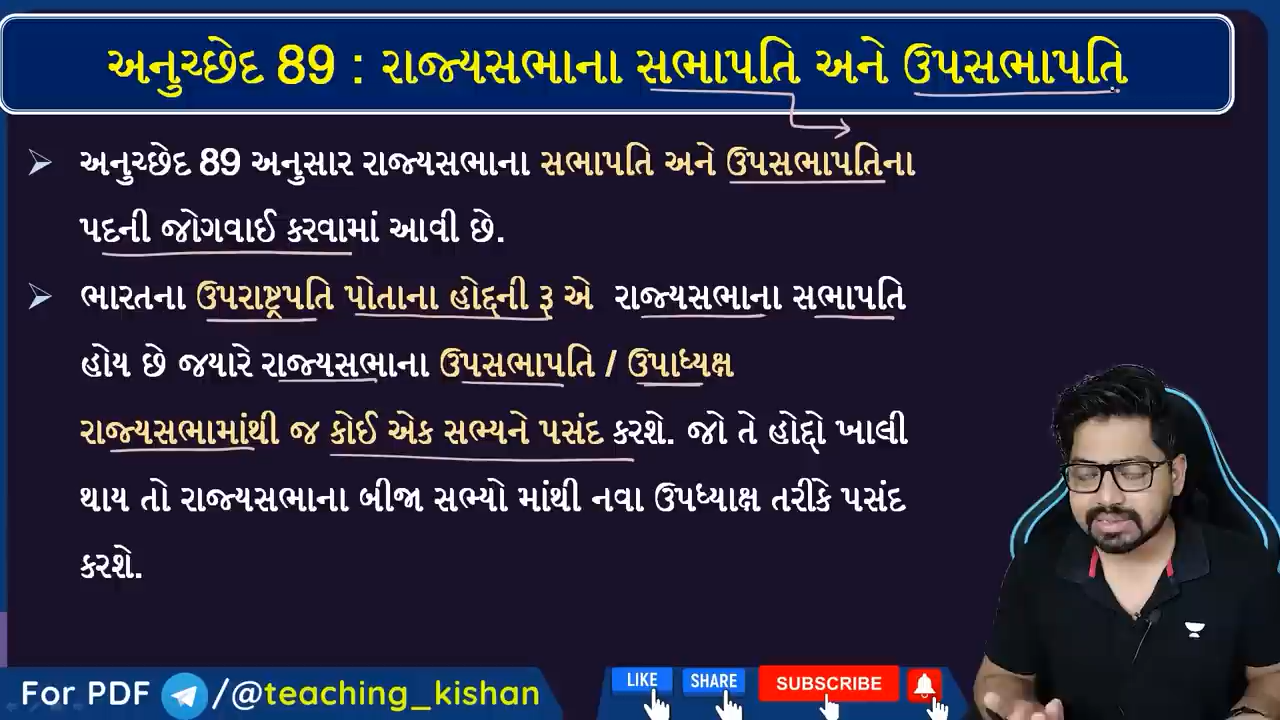 અનુચ્છેદ 89 : રાજ્યસભાના સભાપતિ અને ઉપસભાપતિ
અનુચ્છેદ 89 અનુસાર રાજ્યસભાના સભાપતિ અને ઉપસભાપતિના
પદની જોગવાઈ કરવામાં આવી છે.
ભારતના ઉપરાષ્ટ્રપતિ પોતાના હોદ્દની રૂ એ રાજ્યસભાના સભાપતિ
હોય છે જયારે રાજ્યસભાના ઉપસભાપતિ / ઉપાધ્યક્ષ
રાજ્યસભામાંથી જ કોઈ એક સભ્યને પસંદ કરશે. જો તે હોદ્દો ખાલી
થાય તો રાજ્યસભાના બીજા સભ્યો માંથી નવા ઉપધ્યાક્ષ તરીકે પસંદ
કરશે.
For PDF /@teaching_kishan
LIKE SHARE SUBSCRIBE